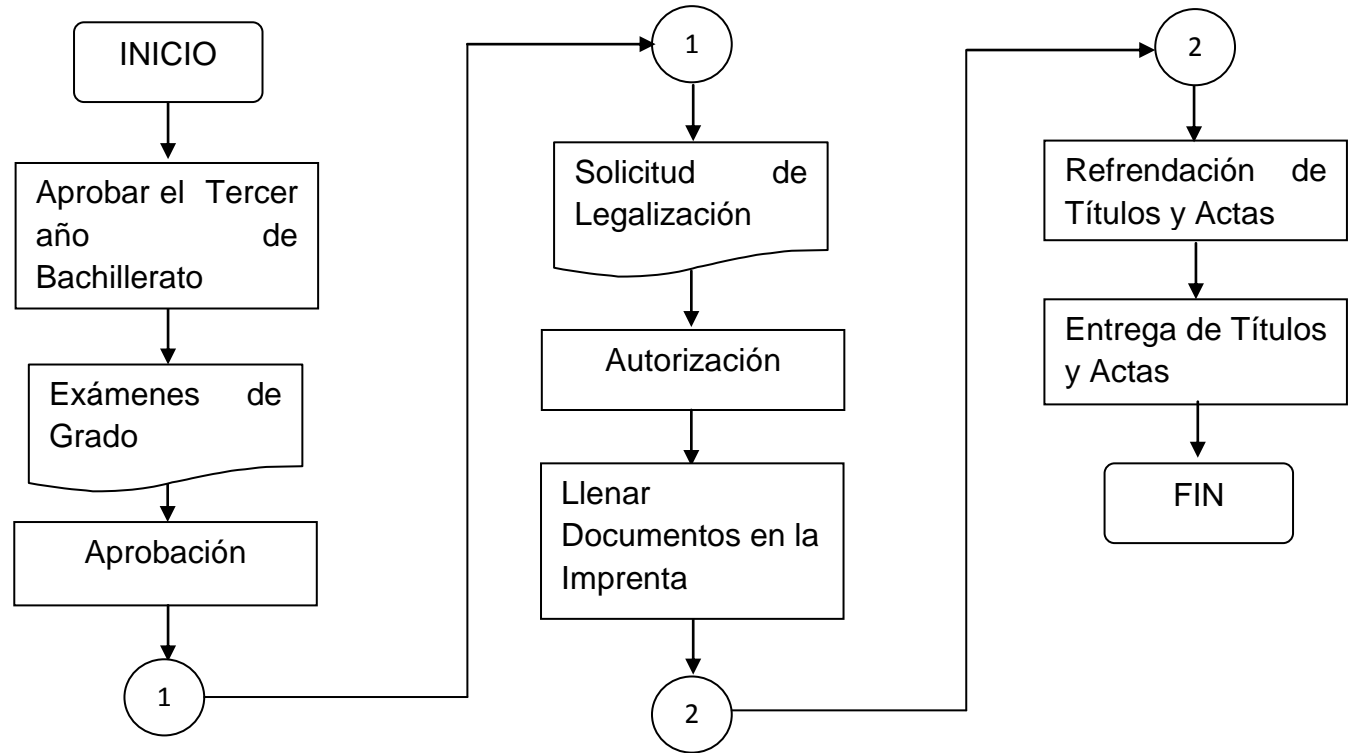 INICIO
Aprobar el Tercer
año de
Bachillerato
Exámenes de
Grado
Aprobación
1
1
Solicitud de
Legalización
Autorización
Llenar
Documentos en la
Imprenta
2
2
Refrendación de
Títulos y Actas
Entrega de Títulos
y Actas
FIN